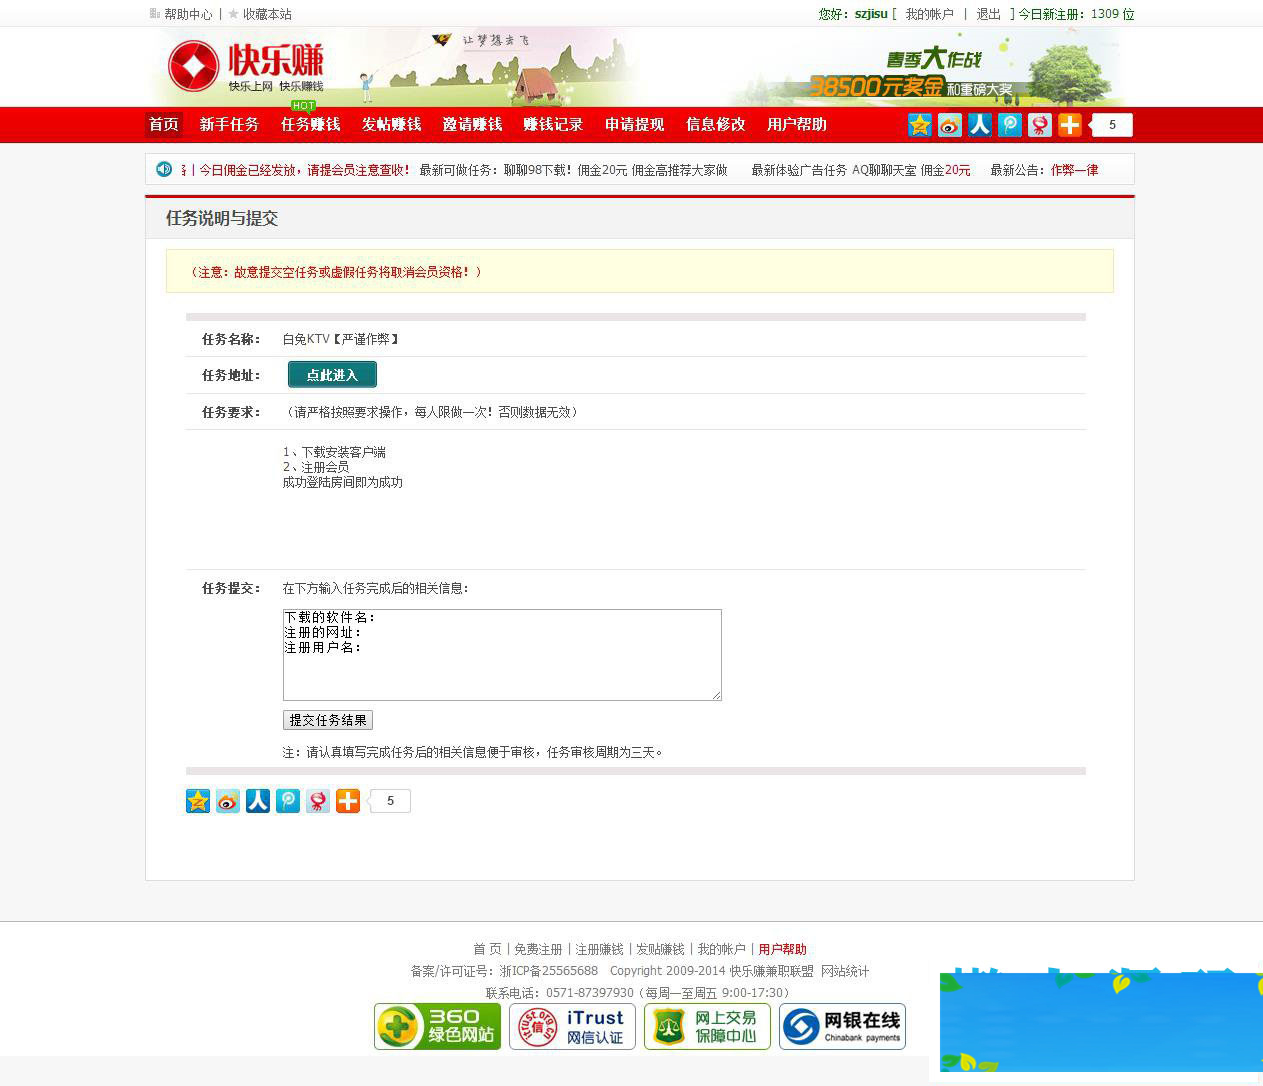 帮助中心 | 收藏本站
您好：szjisu [ 我的帐户 | 退出 ] 今日新注册：1309 位
快乐赚
快乐上网 快乐赚钱
让梦想去飞
春季大作战
38500元奖金和重磅大奖
HOT
首页 新手任务 任务赚钱 发帖赚钱 邀请赚钱 赚钱记录 申请提现 信息修改 用户帮助 5
| 今日佣金已经发放，请提会员注意查收！ 最新可做任务：聊聊98下载！佣金20元 佣金高推荐大家做 最新体验广告任务 AQ聊聊天室 佣金20元 最新公告：作弊一律
任务说明与提交
（注意：故意提交空任务或虚假任务将取消会员资格！）
任务名称： 白兔KTV【严谨作弊】
任务地址： 点此进入
任务要求： （请严格按照要求操作，每人限做一次！否则数据无效）
1、下载安装客户端
2、注册会员
成功登陆房间即为成功
任务提交： 在下方输入任务完成后的相关信息：
下载的软件名：
注册的网址：
注册用户名：
提交任务结果
注：请认真填写完成任务后的相关信息便于审核，任务审核周期为三天。
5
首 页 | 免费注册 | 注册赚钱 | 发贴赚钱 | 我的帐户 | 用户帮助
备案/许可证号：浙ICP备25565688 Copyright 2009-2014 快乐赚兼职联盟 网站统计
联系电话：0571-87397930（每周一至周五 9:00-17:30）
360
绿色网站
iTrust
网信认证
TRUST.ORG.CN
信
网上交易
保障中心
网银在线
Chinabank payments